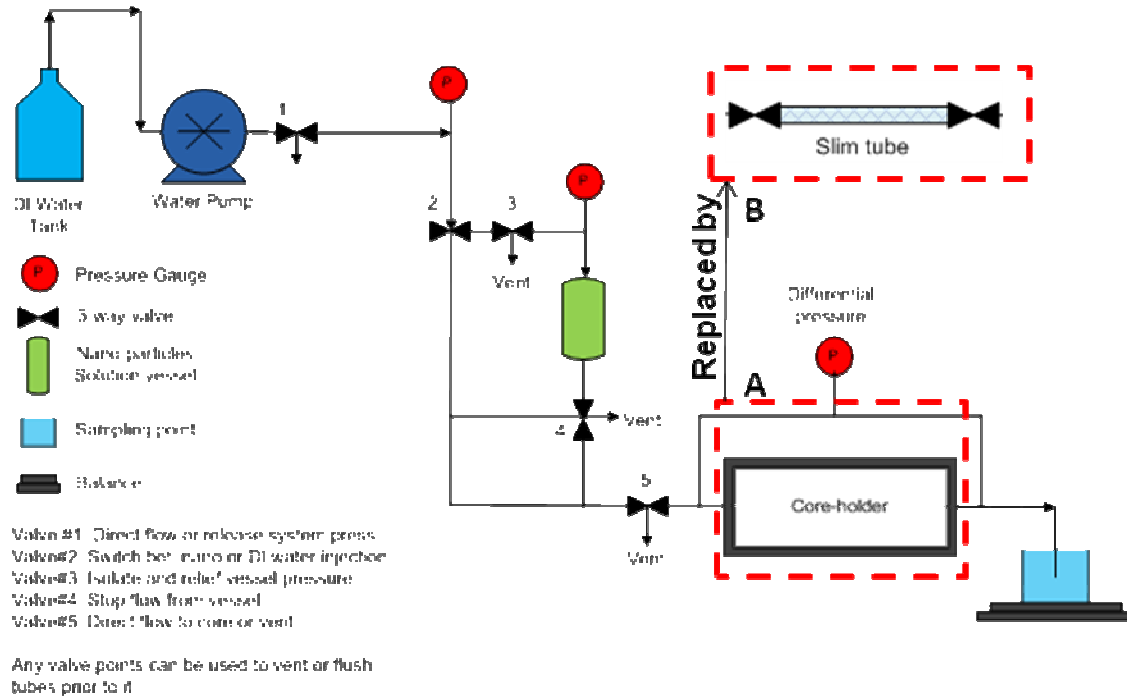 P
1
P
Slim tube
B
DI Water
Tank
Water Pump
2
3
Vent
Replaced by
P
Pressure Gauge
3 way valve
Nano particles
Solution vessel
Differential
pressure
P
A
4
Vent
Sampling point
5
Core-holder
Balance
Vent
Valve #1 Direct flow or release system press
Valve#2 Switch bet. nano or DI water injection
Valve#3 Isolate and relief vessel pressure
Valve#4 Stop flow from vessel
Valve#5 Direct flow to core or vent
Any valve points can be used to vent or flush
tubes prior to it